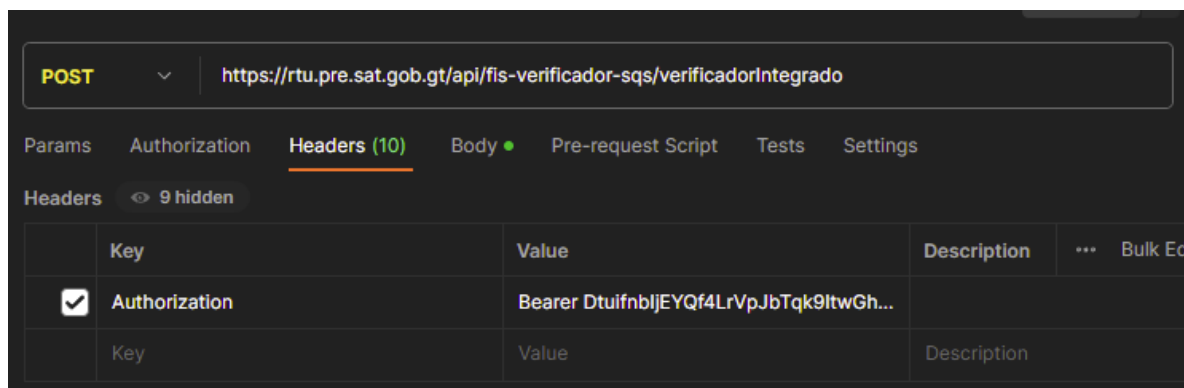 POST https://rtu.pre.sat.gob.gt/api/fis-verificador-sqs/verificadorIntegrado
Params Authorization Headers (10) Body Pre-request Script Tests Settings
Headers 9 hidden
Key Value Description ... Bulk Ed
Authorization Bearer DtuifnbIjEYQf4LrVpJbTqk9ItwGh...
Key Value Description